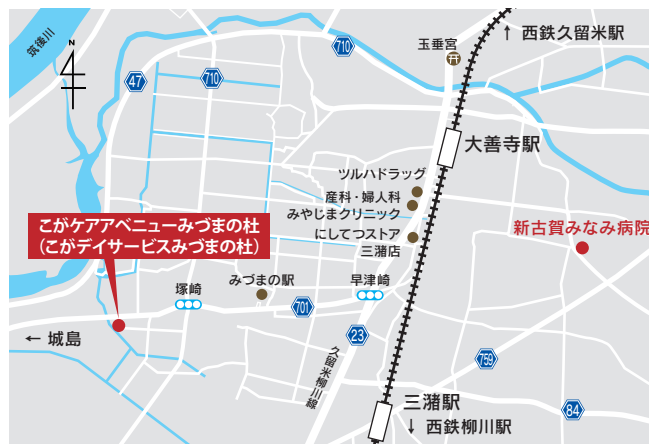 筑後川
N
47
710
710
玉垂宮
↑ 西鉄久留米駅
大善寺駅
ツルハドラッグ
産科・婦人科
みやじまクリニック
にしてつストア
三潴店
新古賀みなみ病院
こがケアアベニューみづまの杜
（こがデイサービスみづまの杜）
塚崎
みづまの駅
701
早津崎
← 城島
23
久留米柳川線
759
三潴駅
84
↓ 西鉄柳川駅